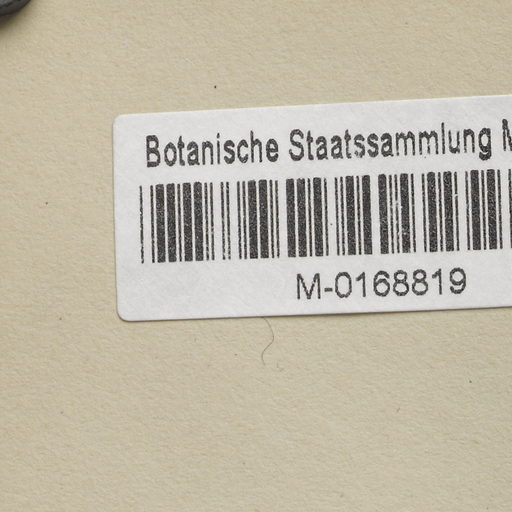 Botanische Staatssammlung
M-0168819